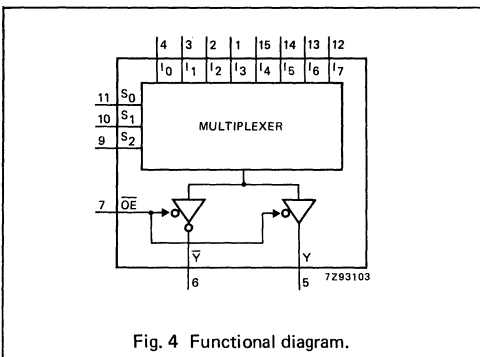 4 3 2 1 15 14 13 12
I0 I1 I2 I3 I4 I5 I6 I7
11 S0
10 S1
9 S2
MULTIPLEXER
7 O̅E̅
Y̅ Y
7Z93103
6 5
Fig. 4 Functional diagram.